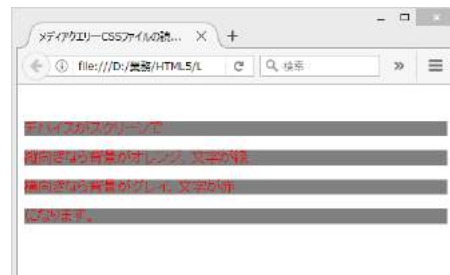 メディアクエリーCSSファイルの読...
file:///D:/業務/HTML5/L
検索
デバイスがスクリーンで
縦向きなら背景がオレンジ、文字が緑
横向きなら背景がグレイ、文字が赤
になります。